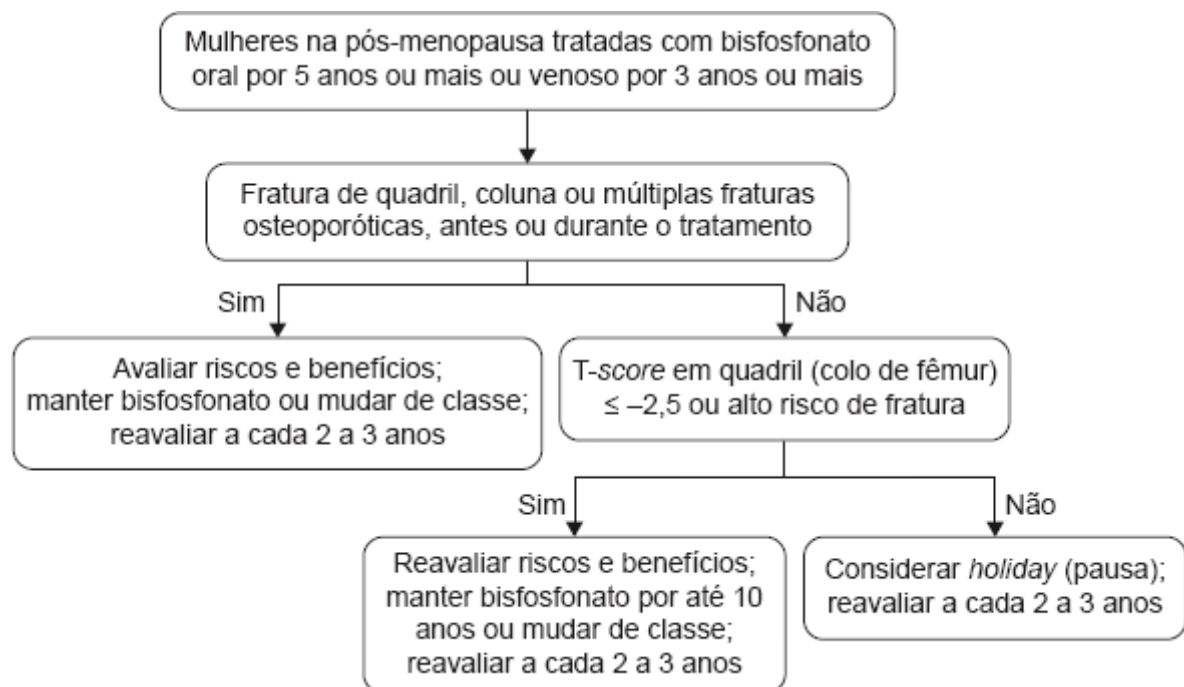 Mulheres na pós-menopausa tratadas com bisfosfonato
oral por 5 anos ou mais ou venoso por 3 anos ou mais
Fratura de quadril, coluna ou múltiplas fraturas
osteoporóticas, antes ou durante o tratamento
Sim
Não
Avaliar riscos e benefícios;
manter bisfosfonato ou mudar de classe;
reavaliar a cada 2 a 3 anos
T-score em quadril (colo de fêmur)
≤ –2,5 ou alto risco de fratura
Sim
Não
Reavaliar riscos e benefícios;
manter bisfosfonato por até 10
anos ou mudar de classe;
reavaliar a cada 2 a 3 anos
Considerar holiday (pausa);
reavaliar a cada 2 a 3 anos